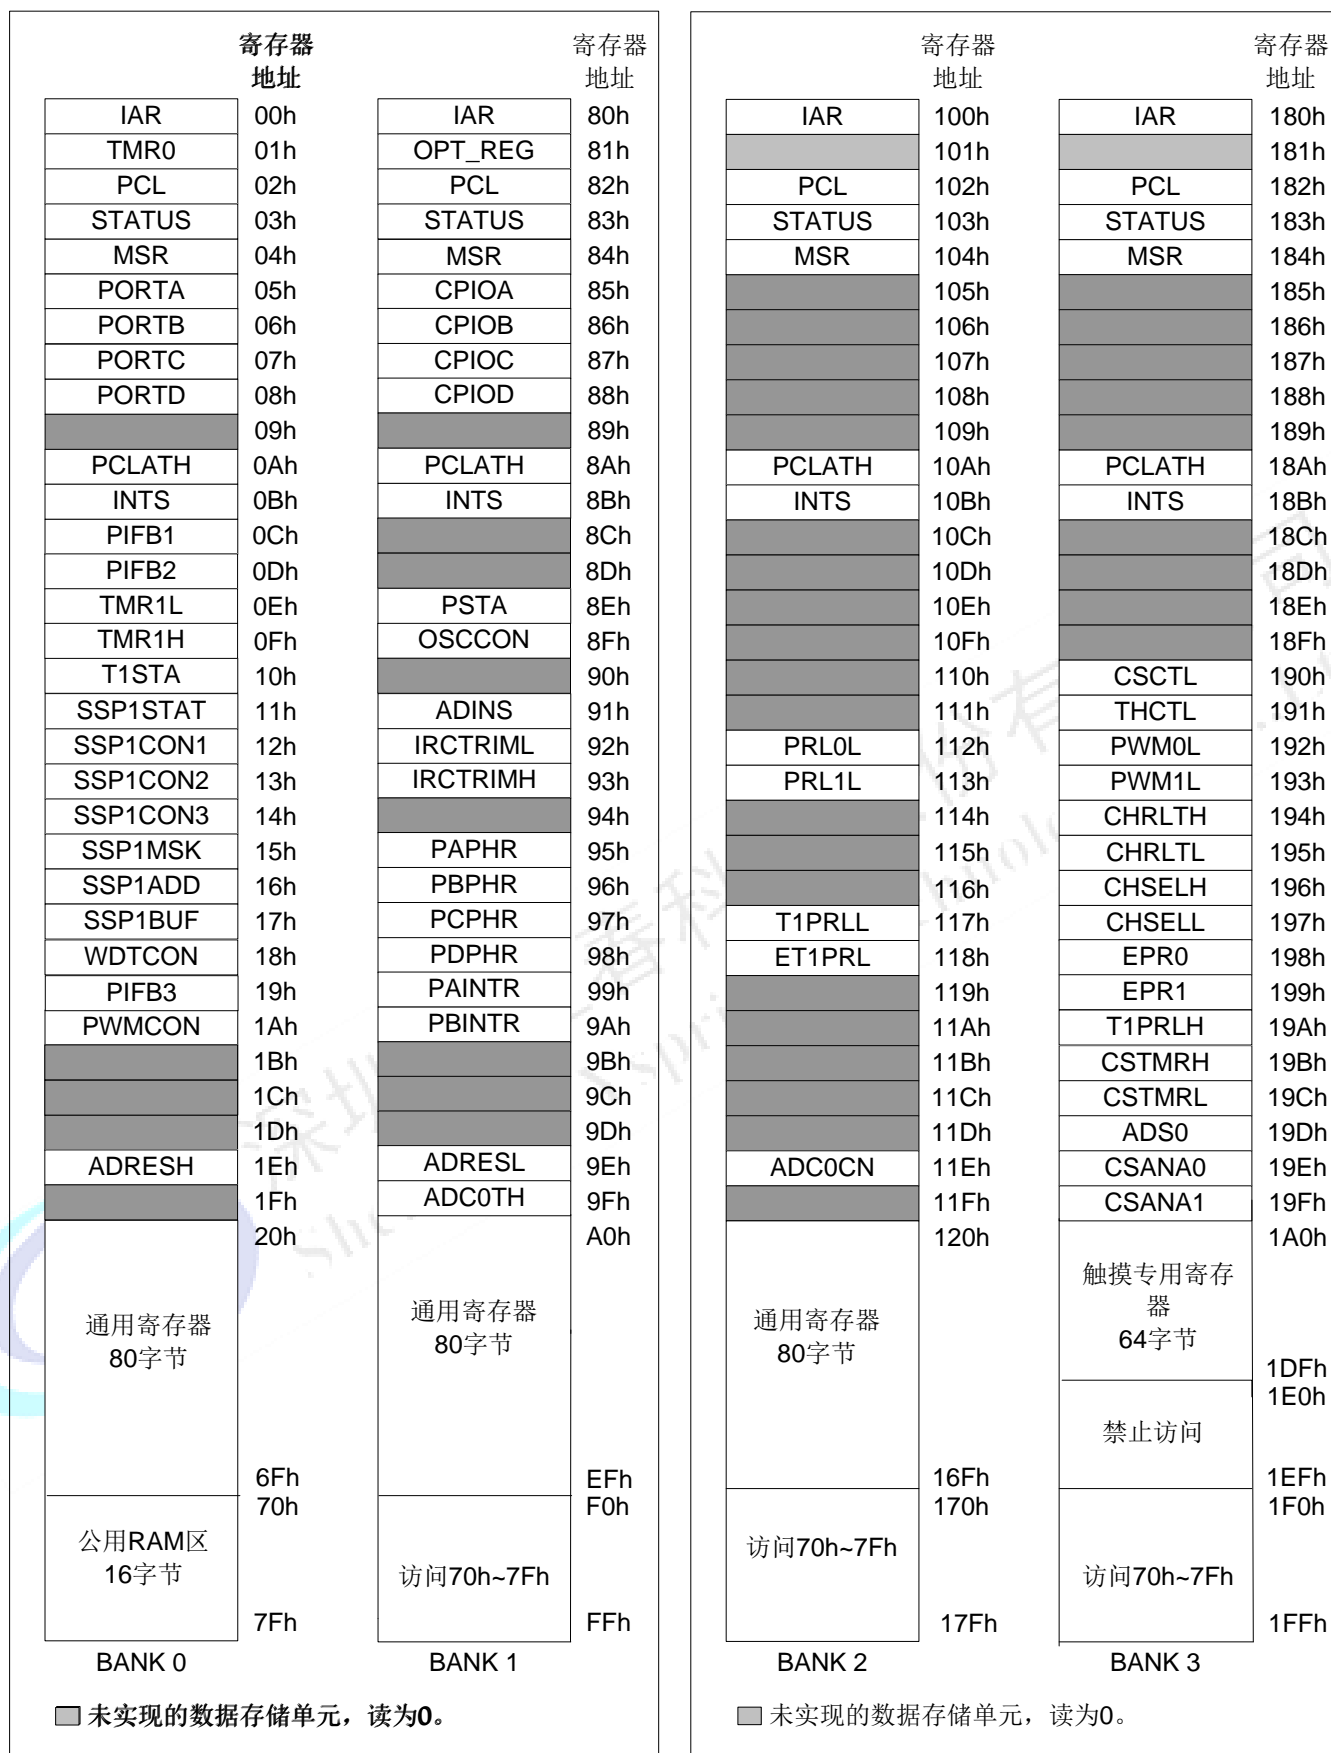 寄存器
地址
寄存器
地址
IAR 00h IAR 80h
TMR0 01h OPT_REG 81h
PCL 02h PCL 82h
STATUS 03h STATUS 83h
MSR 04h MSR 84h
PORTA 05h CPIOA 85h
PORTB 06h CPIOB 86h
PORTC 07h CPIOC 87h
PORTD 08h CPIOD 88h
09h 89h
PCLATH 0Ah PCLATH 8Ah
INTS 0Bh INTS 8Bh
PIFB1 0Ch 8Ch
PIFB2 0Dh 8Dh
TMR1L 0Eh PSTA 8Eh
TMR1H 0Fh OSCCON 8Fh
T1STA 10h 90h
SSP1STAT 11h ADINS 91h
SSP1CON1 12h IRCTRIML 92h
SSP1CON2 13h IRCTRIMH 93h
SSP1CON3 14h 94h
SSP1MSK 15h PAPHR 95h
SSP1ADD 16h PBPHR 96h
SSP1BUF 17h PCPHR 97h
WDTCON 18h PDPHR 98h
PIFB3 19h PAINTR 99h
PWMCON 1Ah PBINTR 9Ah
1Bh 9Bh
1Ch 9Ch
1Dh 9Dh
ADRESH 1Eh ADRESL 9Eh
1Fh ADC0TH 9Fh
20h A0h
通用寄存器
80字节
通用寄存器
80字节
6Fh EFh
70h F0h
公用RAM区
16字节
访问70h~7Fh
7Fh FFh
BANK 0 BANK 1
未实现的数据存储单元，读为0。
寄存器
地址
寄存器
地址
IAR 100h IAR 180h
101h 181h
PCL 102h PCL 182h
STATUS 103h STATUS 183h
MSR 104h MSR 184h
105h 185h
106h 186h
107h 187h
108h 188h
109h 189h
PCLATH 10Ah PCLATH 18Ah
INTS 10Bh INTS 18Bh
10Ch 18Ch
10Dh 18Dh
10Eh 18Eh
10Fh 18Fh
110h CSCTL 190h
111h THCTL 191h
PRL0L 112h PWM0L 192h
PRL1L 113h PWM1L 193h
114h CHRLTH 194h
115h CHRLTL 195h
116h CHSELH 196h
T1PRLL 117h CHSELL 197h
ET1PRL 118h EPR0 198h
119h EPR1 199h
11Ah T1PRLH 19Ah
11Bh CSTMRH 19Bh
11Ch CSTMRL 19Ch
11Dh ADS0 19Dh
ADC0CN 11Eh CSANA0 19Eh
11Fh CSANA1 19Fh
120h 1A0h
通用寄存器
80字节
触摸专用寄存
器
64字节
1DFh
1E0h
禁止访问
16Fh 1EFh
170h 1F0h
访问70h~7Fh
访问70h~7Fh
17Fh 1FFh
BANK 2 BANK 3
未实现的数据存储单元，读为0。